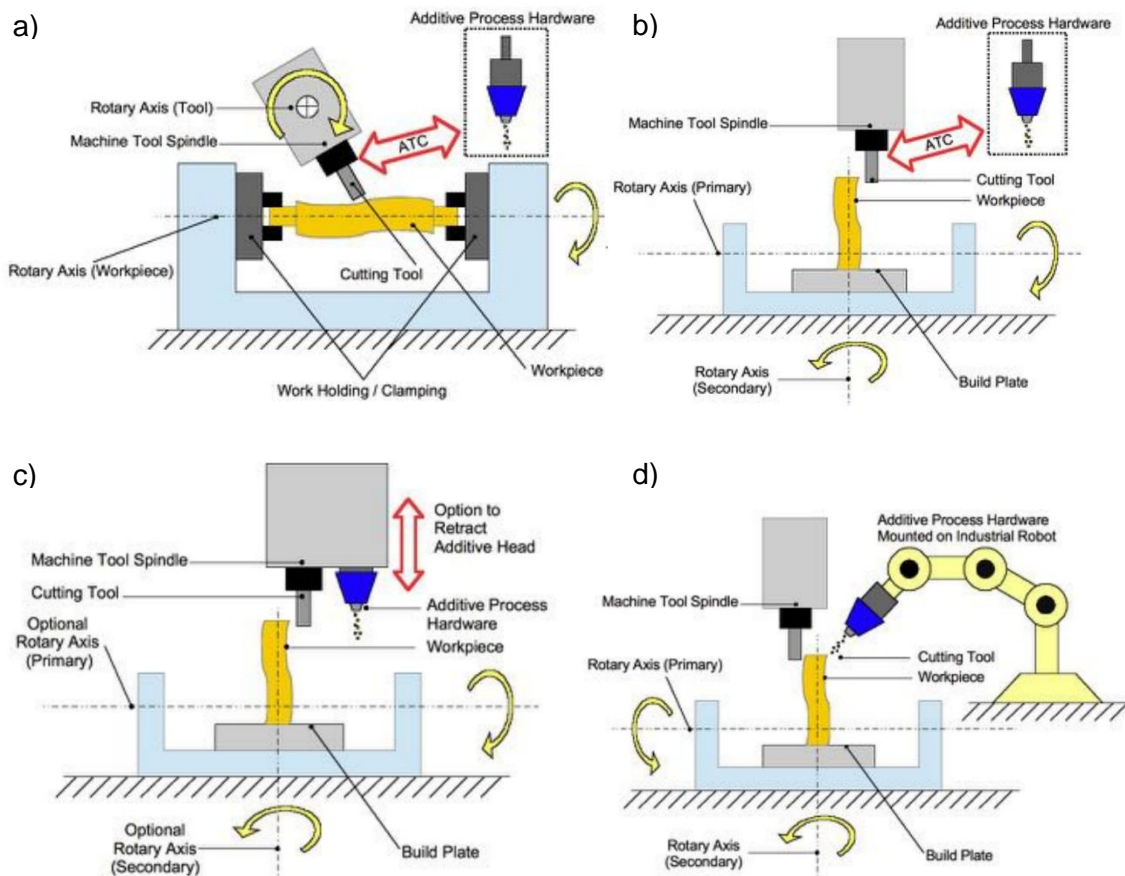 a)
Additive Process Hardware
Rotary Axis (Tool)
Machine Tool Spindle
ATC
Rotary Axis (Workpiece)
Cutting Tool
Workpiece
Work Holding / Clamping
b)
Additive Process Hardware
Machine Tool Spindle
ATC
Cutting Tool
Workpiece
Rotary Axis (Primary)
Rotary Axis
(Secondary)
Build Plate
c)
Option to
Retract
Additive Head
Machine Tool Spindle
Cutting Tool
Additive Process
Hardware
Workpiece
Optional
Rotary Axis
(Primary)
Optional
Rotary Axis
(Secondary)
Build Plate
d)
Additive Process Hardware
Mounted on Industrial Robot
Machine Tool Spindle
Cutting Tool
Workpiece
Rotary Axis (Primary)
Rotary Axis
(Secondary)
Build Plate